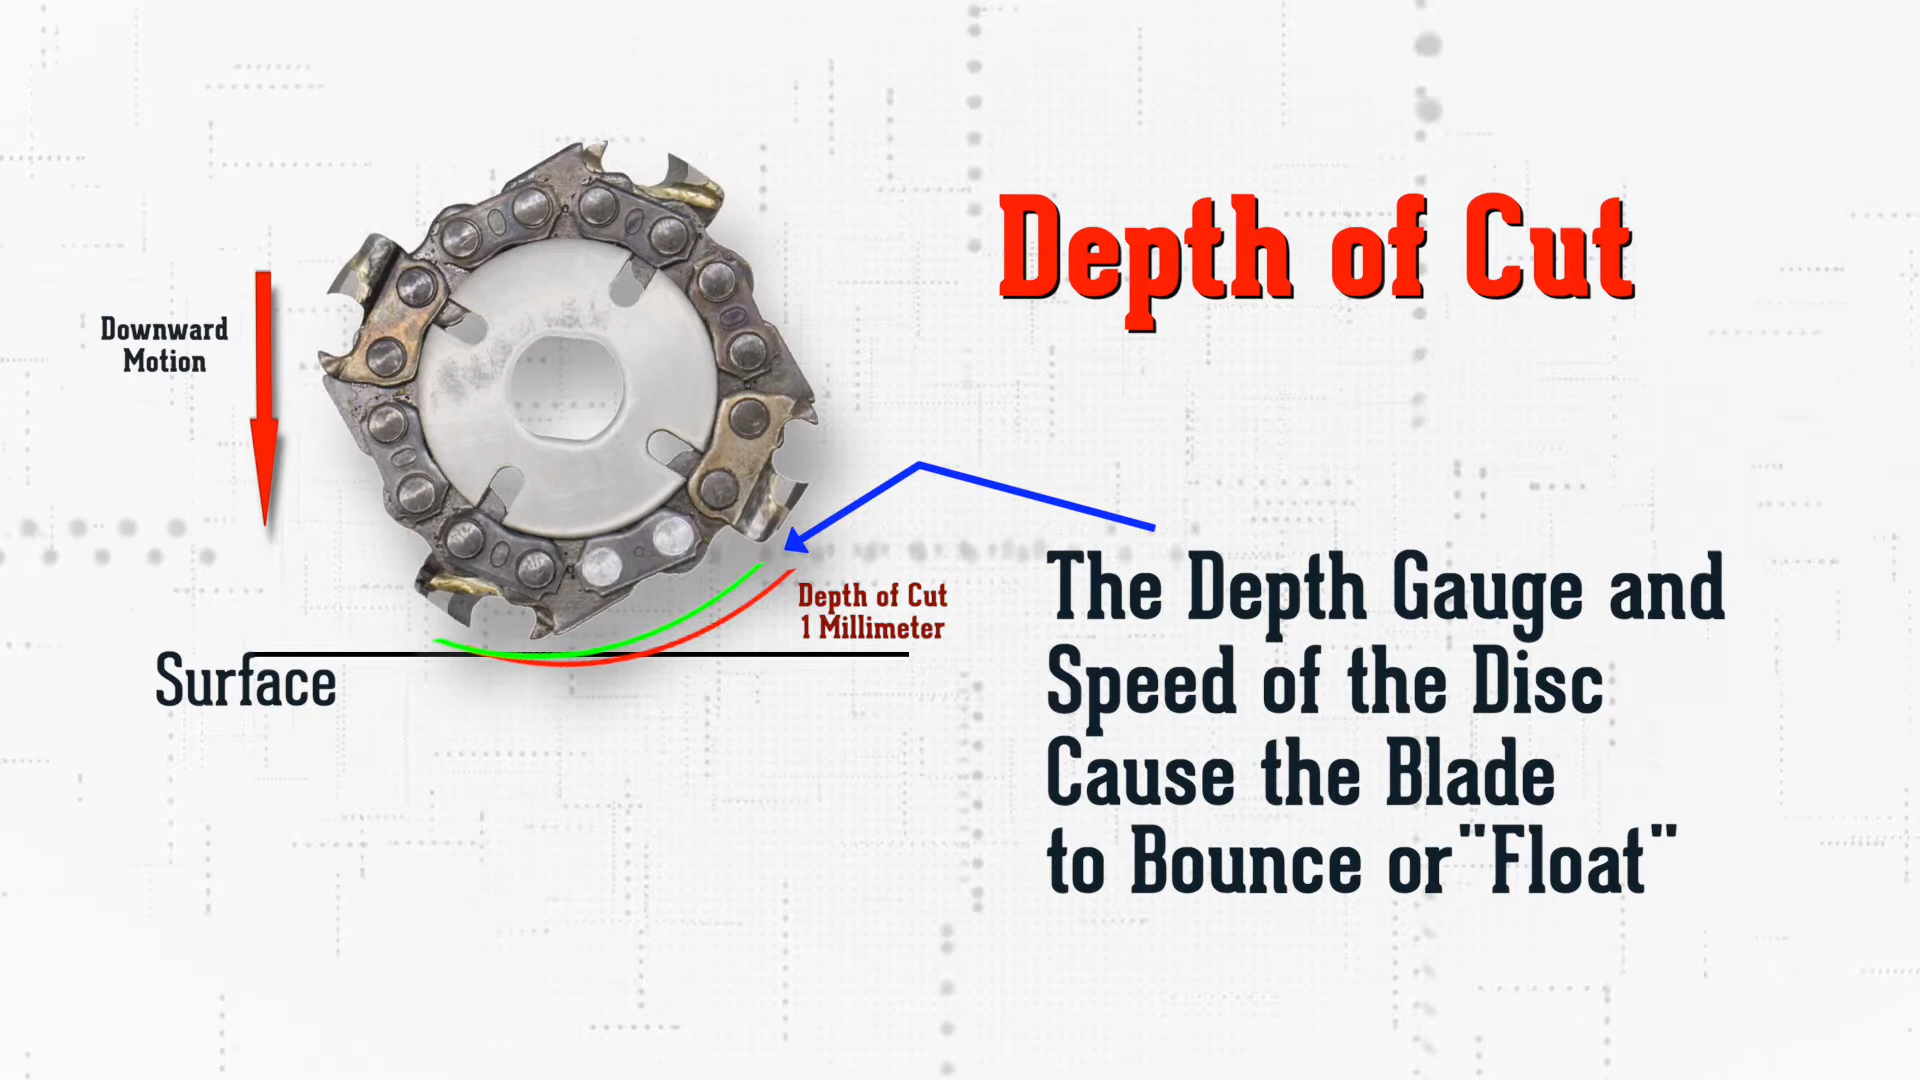 Depth of Cut
Downward
Motion
The Depth Gauge and
Speed of the Disc
Cause the Blade
to Bounce or "Float"
Depth of Cut
1 Millimeter
Surface